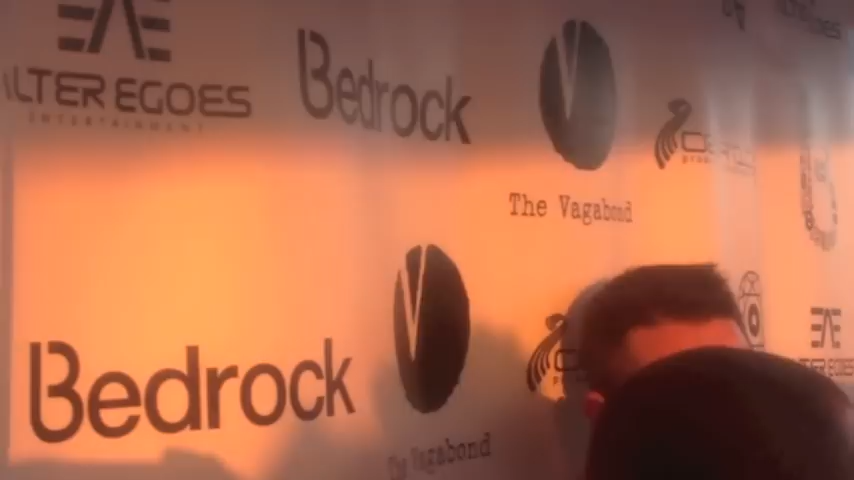 ALTER EGOES
ENTERTAINMENT
Bedrock
The Vagabond
Bedrock
The Vagabond
ALTER EGOES